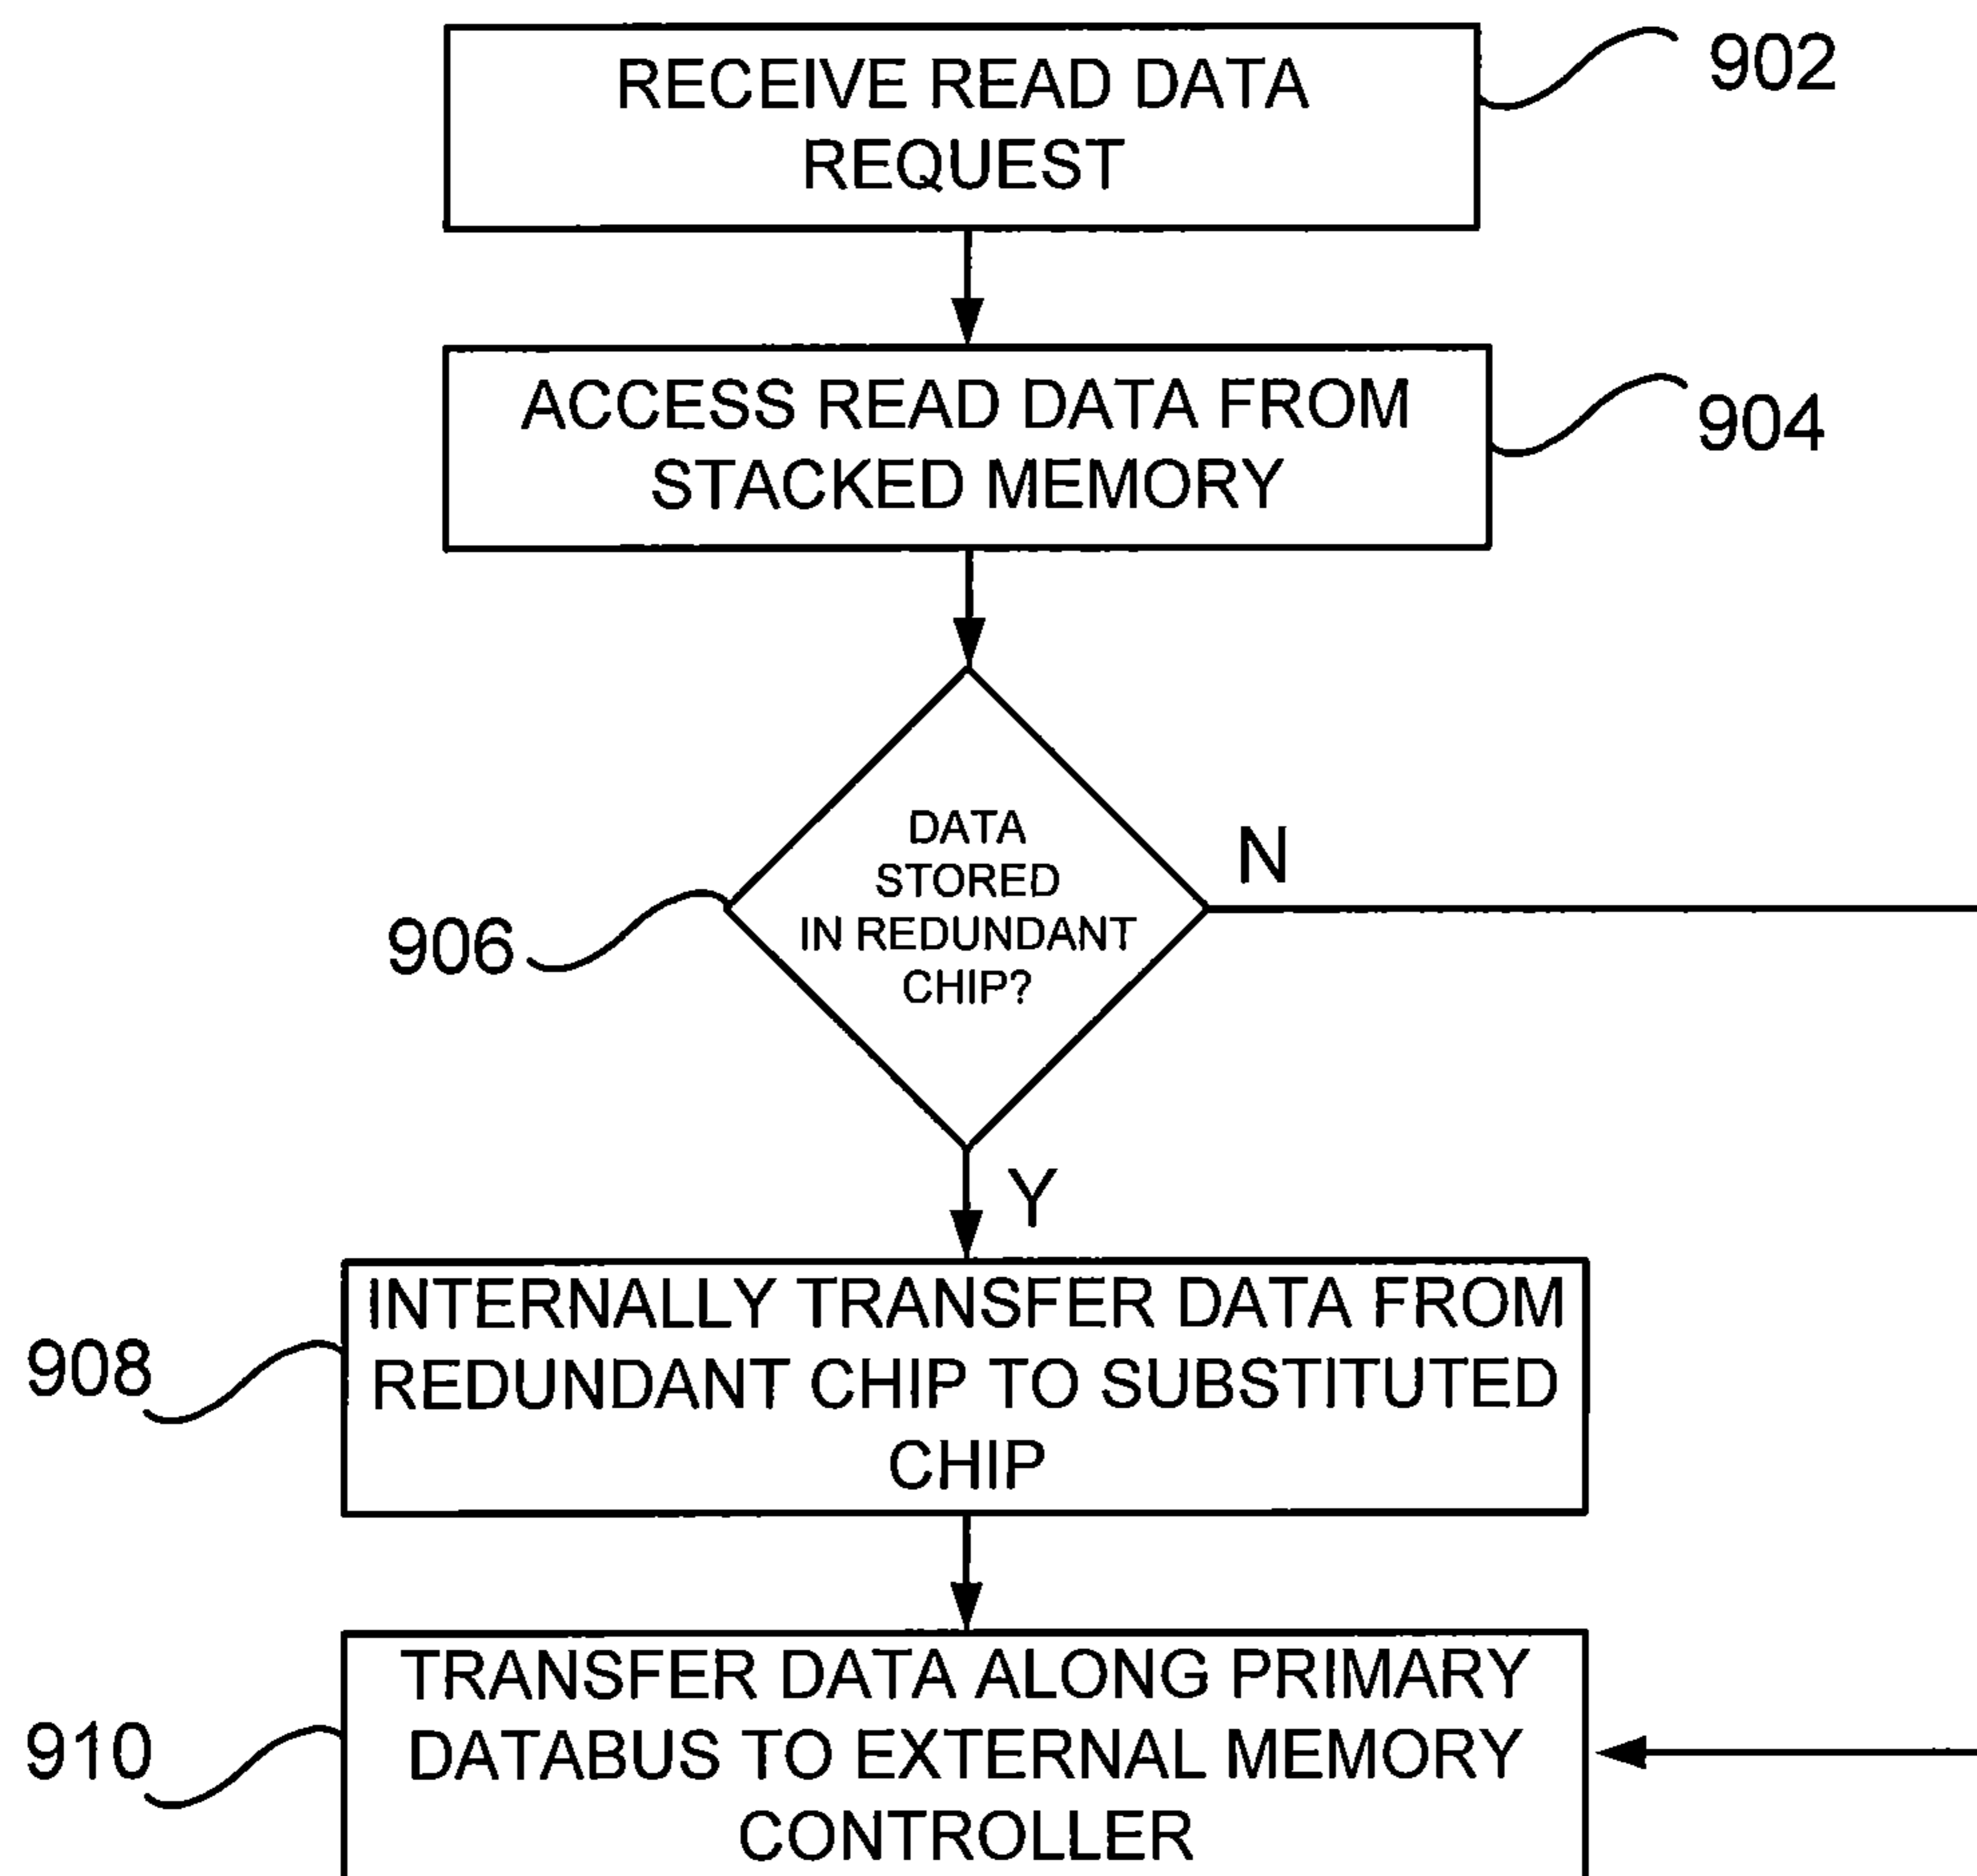 RECEIVE READ DATA
REQUEST
902
ACCESS READ DATA FROM
STACKED MEMORY
904
DATA
STORED
IN REDUNDANT
CHIP?
N
906
Y
INTERNALLY TRANSFER DATA FROM
REDUNDANT CHIP TO SUBSTITUTED
CHIP
908
TRANSFER DATA ALONG PRIMARY
DATABUS TO EXTERNAL MEMORY
CONTROLLER
910